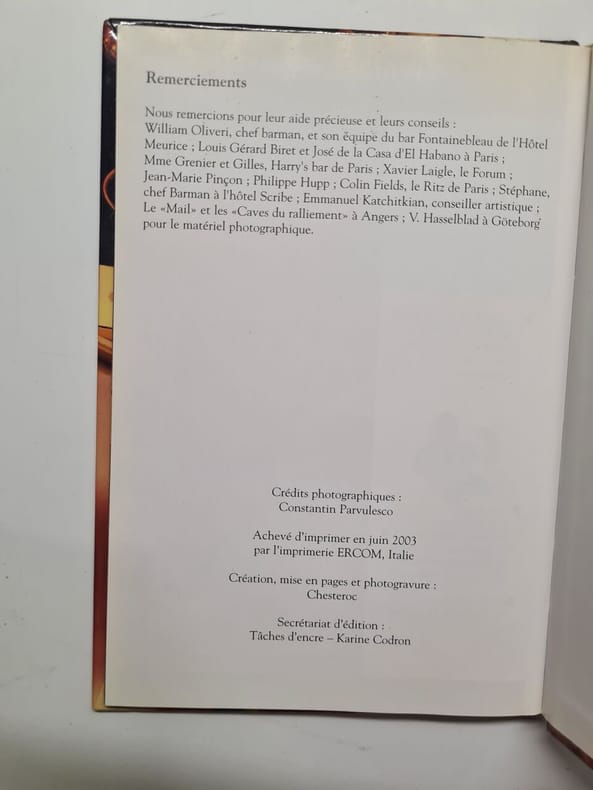 Remerciements
Nous remercions pour leur aide précieuse et leurs conseils :
William Oliveri, chef barman, et son équipe du bar Fontainebleau de l'Hôtel
Meurice ; Louis Gérard Biret et José de la Casa d'El Habano à Paris ;
Mme Grenier et Gilles, Harry's bar de Paris ; Xavier Laigle, le Forum ;
Jean-Marie Pinçon ; Philippe Hupp ; Colin Fields, le Ritz de Paris ; Stéphane,
chef Barman à l'hôtel Scribe ; Emmanuel Katchitkian, conseiller artistique ;
Le «Mail» et les «Caves du ralliement» à Angers ; V. Hasselblad à Göteborg
pour le matériel photographique.
Crédits photographiques :
Constantin Parvulesco
Achevé d'imprimer en juin 2003
par l'imprimerie ERCOM, Italie
Création, mise en pages et photogravure :
Chesteroc
Secrétariat d'édition :
Tâches d'encre – Karine Codron